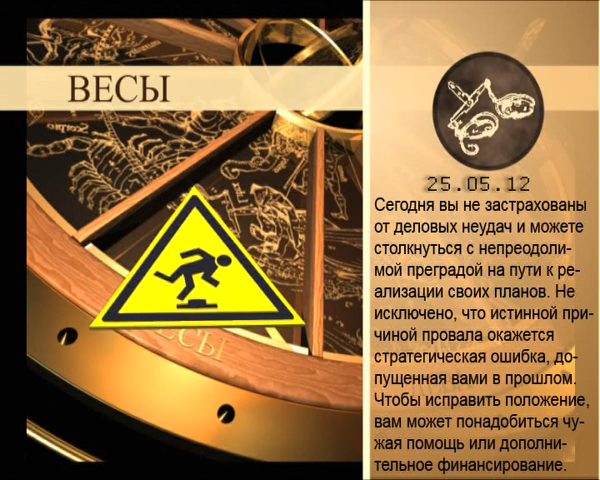 ВЕСЫ
25.05.12
Сегодня вы не застрахованы
от деловых неудач и можете
столкнуться с непреодоли-
мой преградой на пути к ре-
ализации своих планов. Не
исключено, что истинной при-
чиной провала окажется
стратегическая ошибка, до-
пущенная вами в прошлом.
Чтобы исправить положение,
вам может понадобиться чу-
жая помощь или дополни-
тельное финансирование.
ВЕСЫ